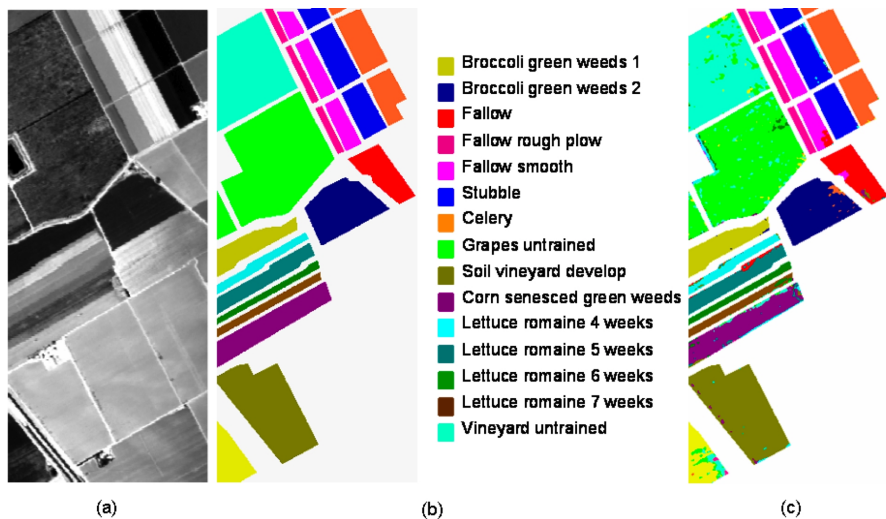 Broccoli green weeds 1
Broccoli green weeds 2
Fallow
Fallow rough plow
Fallow smooth
Stubble
Celery
Grapes untrained
Soil vineyard develop
Corn senesced green weeds
Lettuce romaine 4 weeks
Lettuce romaine 5 weeks
Lettuce romaine 6 weeks
Lettuce romaine 7 weeks
Vineyard untrained
(a)
(b)
(c)